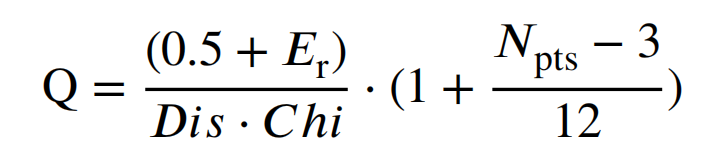 Q = (0.5 + E_r) / (Dis · Chi) · (1 + (N_pts − 3) / 12)